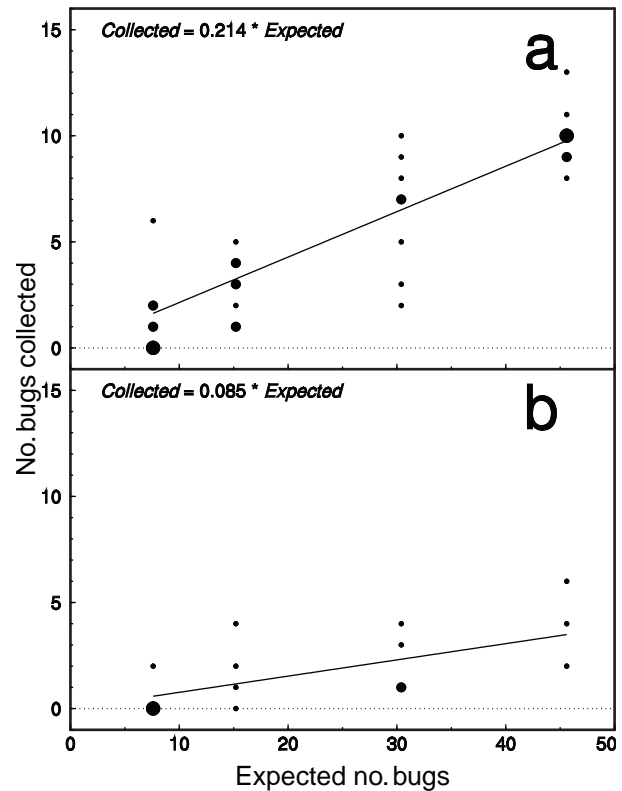 Collected = 0.214 * Expected
a
15
10
5
0
No. bugs collected
Collected = 0.085 * Expected
b
15
10
5
0
0 10 20 30 40 50
Expected no. bugs